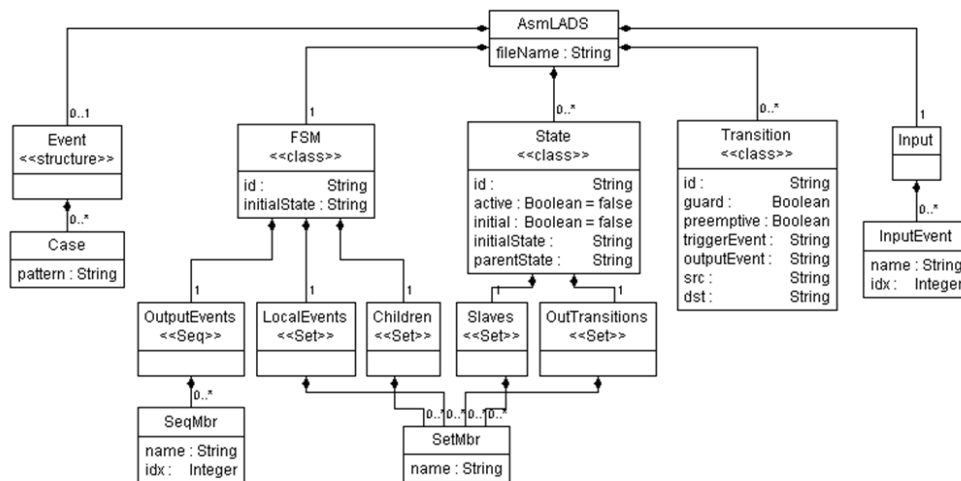 AsmLADS
fileName : String
0..1
1
0..*
0..*
1
Event
<<structure>>
FSM
<<class>>
id : String
initialState : String
State
<<class>>
id : String
active : Boolean = false
initial : Boolean = false
initialState : String
parentState : String
Transition
<<class>>
id : String
guard : Boolean
preemptive : Boolean
triggerEvent : String
outputEvent : String
src : String
dst : String
Input
0..*
0..*
Case
pattern : String
InputEvent
name : String
idx : Integer
1
1
1
1
1
OutputEvents
<<Seq>>
LocalEvents
<<Set>>
Children
<<Set>>
Slaves
<<Set>>
OutTransitions
<<Set>>
0..*
0..*
0..*
0..*
0..*
SeqMbr
name : String
idx : Integer
SetMbr
name : String